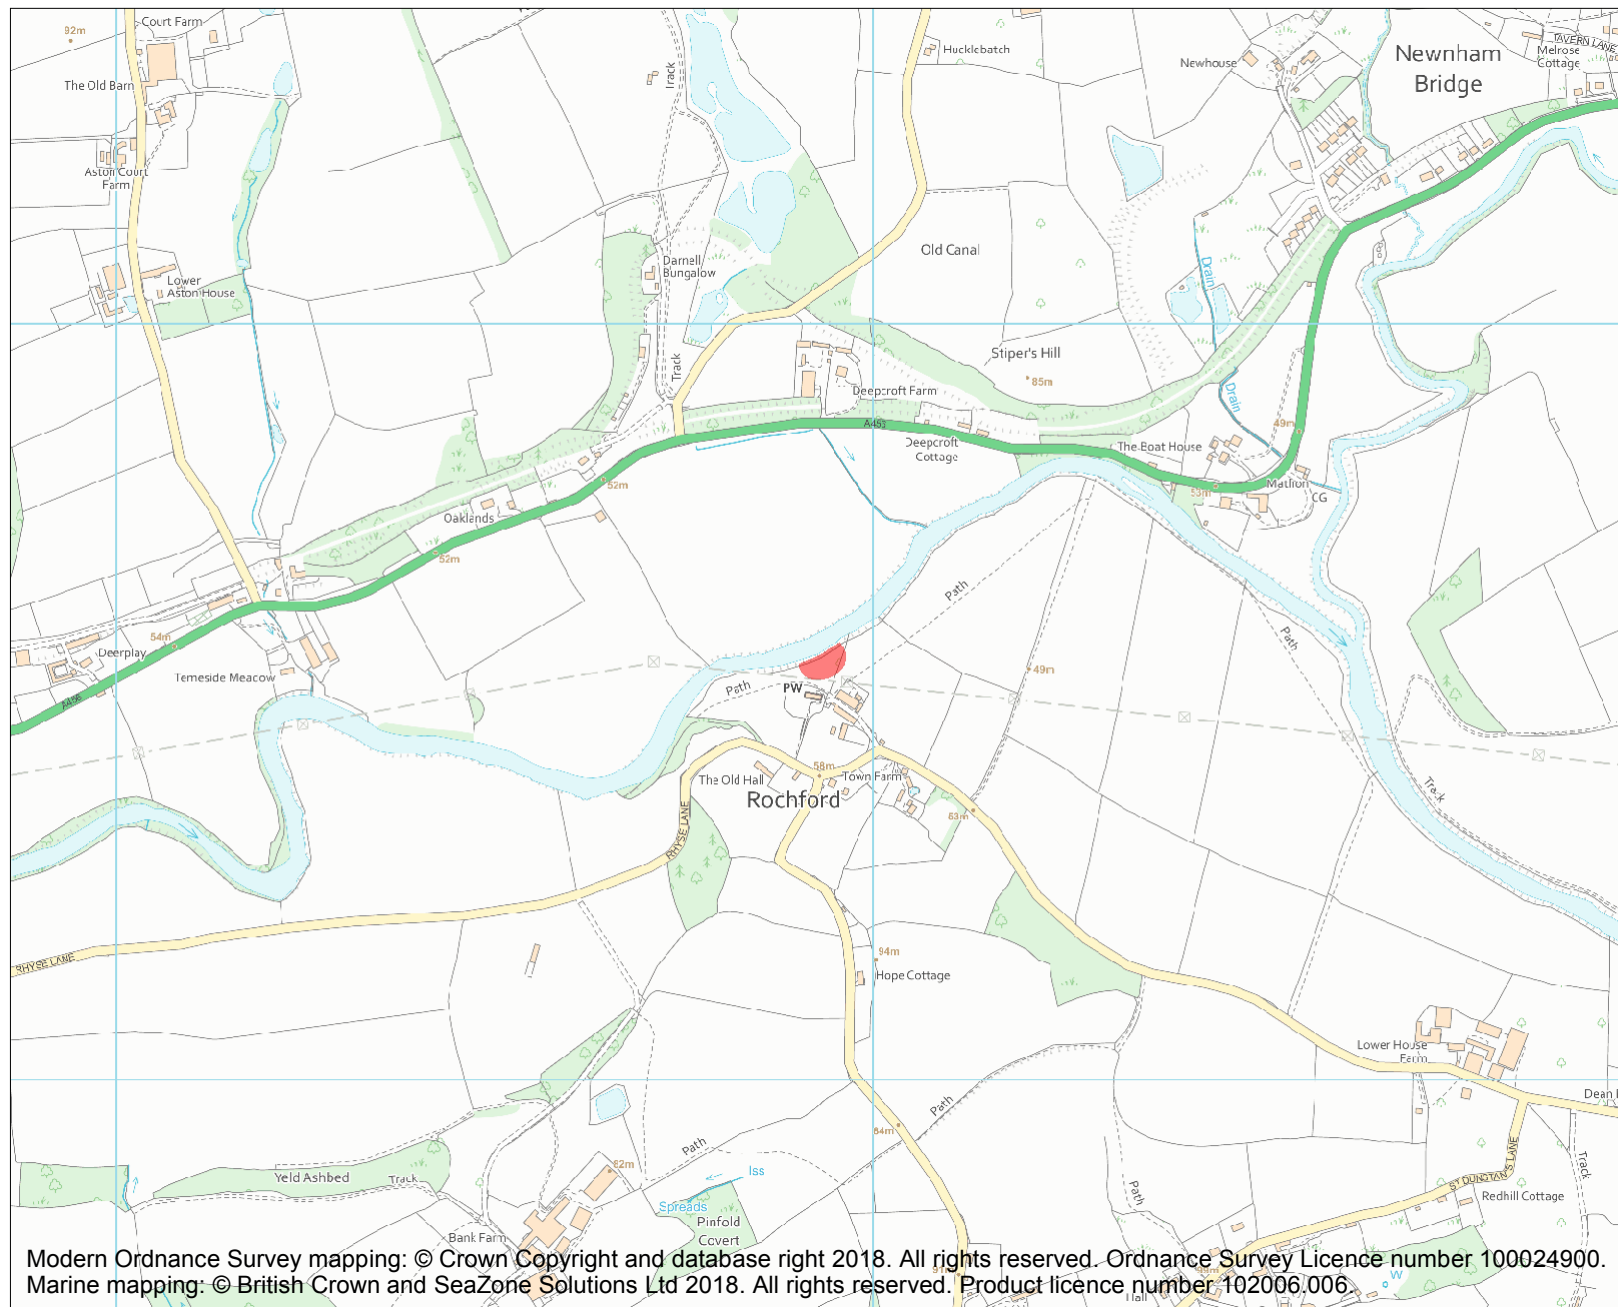 92m
Court Farm
The Old Barn
Aston Court
Farm
Lower
Aston House
Track
Hucklebatch
Newhouse
Newnham
Bridge
TAVERN LANE
Melrose
Cottage
Old Canal
Darnell
Bungalow
Drain
Track
Stiper's Hill
85m
Deepcroft Farm
Drain
A456
Deepcroft
Cottage
The Boat House
49m
53m
Mathon
CG
52m
Oaklands
52m
54m
Deerplay
Temeside Meadow
A456
Path
Path
49m
PW
Path
The Old Hall
58m
Town Farm
Rochford
53m
Track
RHYSE LANE
RHYSE LANE
94m
Hope Cottage
Lower House
Farm
Dean
Path
84m
Path
Iss
Spreads
Pinfold
Covert
Yeld Ashbed
Track
82m
Bank Farm
Path
ST DUNSTAN'S LANE
Track
Redhill Cottage
91m
Hall
W
Modern Ordnance Survey mapping: © Crown Copyright and database right 2018. All rights reserved. Ordnance Survey Licence number 100024900.
Marine mapping: © British Crown and SeaZone Solutions Ltd 2018. All rights reserved. Product licence number 102006.006.